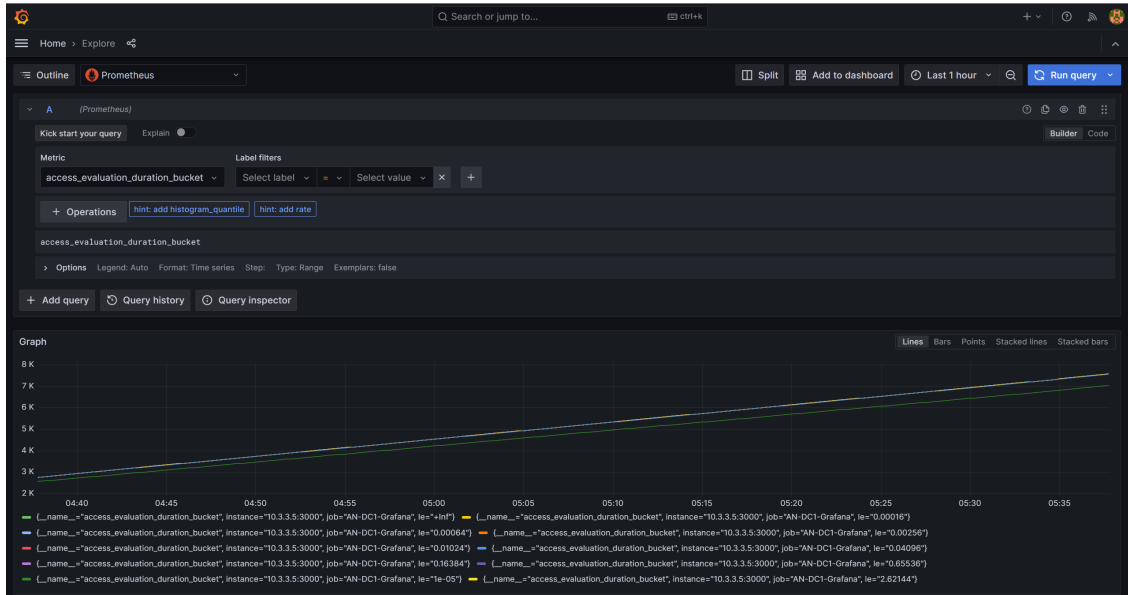 Search or jump to... ctrl+k
Home › Explore
Outline Prometheus Split Add to dashboard Last 1 hour Run query
A (Prometheus)
Kick start your query Explain Builder Code
Metric Label filters
access_evaluation_duration_bucket Select label = Select value × +
+ Operations hint: add histogram_quantile hint: add rate
access_evaluation_duration_bucket
› Options Legend: Auto Format: Time series Step: Type: Range Exemplars: false
+ Add query Query history Query inspector
Graph Lines Bars Points Stacked lines Stacked bars
8 K
7 K
6 K
5 K
4 K
3 K
2 K
04:40 04:45 04:50 04:55 05:00 05:05 05:10 05:15 05:20 05:25 05:30 05:35
{__name__="access_evaluation_duration_bucket", instance="10.3.3.5:3000", job="AN-DC1-Grafana", le="+Inf"} {__name__="access_evaluation_duration_bucket", instance="10.3.3.5:3000", job="AN-DC1-Grafana", le="0.00016"}
{__name__="access_evaluation_duration_bucket", instance="10.3.3.5:3000", job="AN-DC1-Grafana", le="0.00064"} {__name__="access_evaluation_duration_bucket", instance="10.3.3.5:3000", job="AN-DC1-Grafana", le="0.00256"}
{__name__="access_evaluation_duration_bucket", instance="10.3.3.5:3000", job="AN-DC1-Grafana", le="0.01024"} {__name__="access_evaluation_duration_bucket", instance="10.3.3.5:3000", job="AN-DC1-Grafana", le="0.04096"}
{__name__="access_evaluation_duration_bucket", instance="10.3.3.5:3000", job="AN-DC1-Grafana", le="0.16384"} {__name__="access_evaluation_duration_bucket", instance="10.3.3.5:3000", job="AN-DC1-Grafana", le="0.65536"}
{__name__="access_evaluation_duration_bucket", instance="10.3.3.5:3000", job="AN-DC1-Grafana", le="1e-05"} {__name__="access_evaluation_duration_bucket", instance="10.3.3.5:3000", job="AN-DC1-Grafana", le="2.62144"}